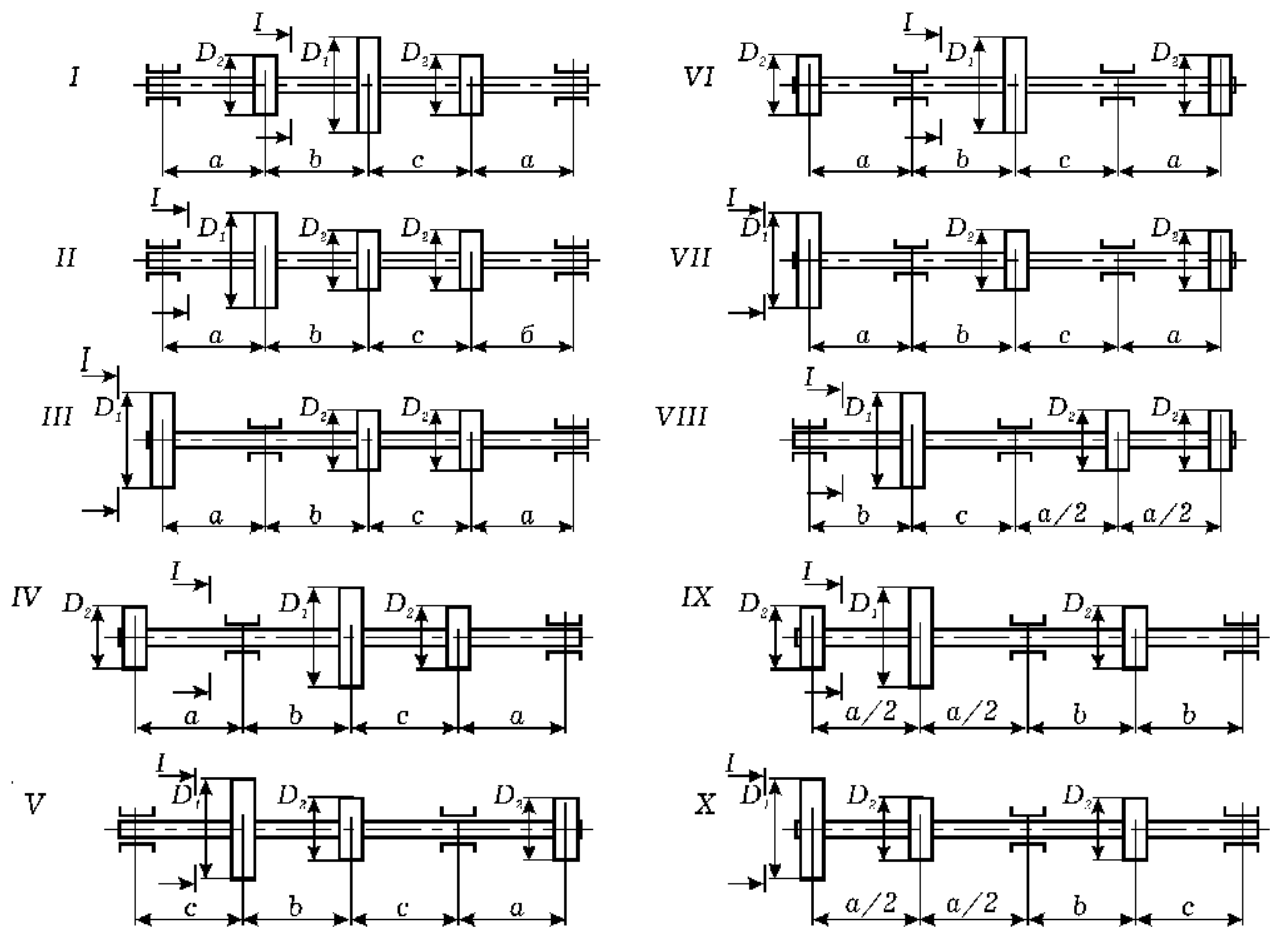 I I D₂ D₁ D₂
a b c a
VI I D₂ D₁ D₂
a b c a
II I D₁ D₂ D₂
a b c б
VII I D₁ D₂ D₂
a b c a
III I D₁ D₂ D₂
a b c a
VIII I D₁ D₂ D₂
b c a/2 a/2
IV I D₂ D₁ D₂
a b c a
IX I D₂ D₁ D₂
a/2 a/2 b b
V I D₁ D₂ D₂
c b c a
X I D₁ D₂ D₂
a/2 a/2 b c